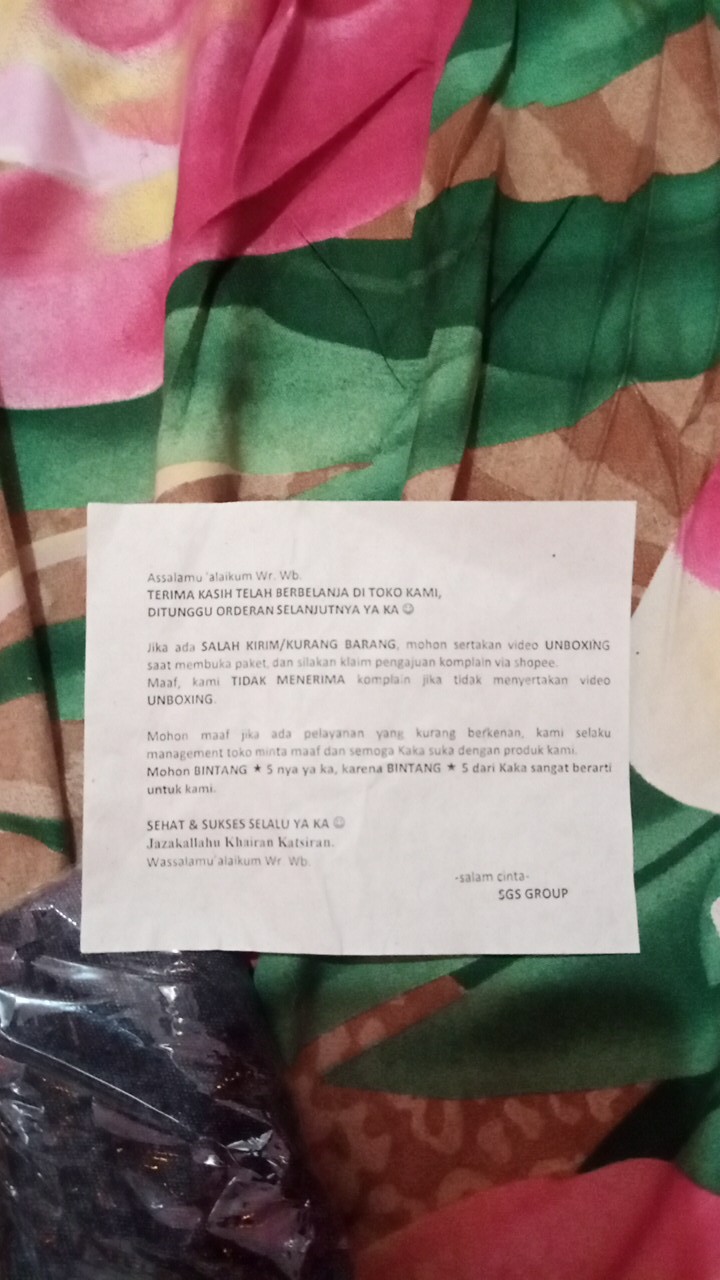 Assalamu 'alaikum Wr. Wb.
TERIMA KASIH TELAH BERBELANJA DI TOKO KAMI,
DITUNGGU ORDERAN SELANJUTNYA YA KA ☺
Jika ada SALAH KIRIM/KURANG BARANG, mohon sertakan video UNBOXING
saat membuka paket, dan silakan klaim pengajuan komplain via shopee.
Maaf, kami TIDAK MENERIMA komplain jika tidak menyertakan video
UNBOXING.
Mohon maaf jika ada pelayanan yang kurang berkenan, kami selaku
management toko minta maaf dan semoga Kaka suka dengan produk kami.
Mohon BINTANG ★ 5 nya ya ka, karena BINTANG ★ 5 dari Kaka sangat berarti
untuk kami.
SEHAT & SUKSES SELALU YA KA ☺
Jazakallahu Khairan Katsiran.
Wassalamu'alaikum Wr. Wb.
-salam cinta-
SGS GROUP